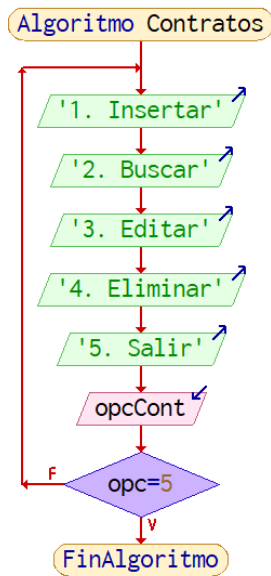 Algoritmo Contratos
'1. Insertar'
'2. Buscar'
'3. Editar'
'4. Eliminar'
'5. Salir'
opcCont
opc=5
F
V
FinAlgoritmo